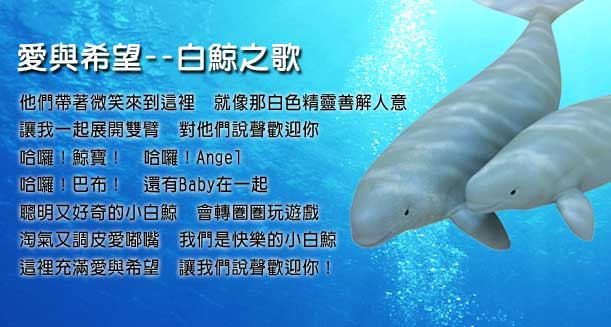 愛與希望--白鯨之歌
他們帶著微笑來到這裡　就像那白色精靈善解人意
讓我一起展開雙臂　對他們說聲歡迎你
哈囉！鯨寶！　哈囉！Angel
哈囉！巴布！　還有Baby在一起
聰明又好奇的小白鯨　會轉圈圈玩遊戲
淘氣又調皮愛嘟嘴　我們是快樂的小白鯨
這裡充滿愛與希望　讓我們說聲歡迎你！